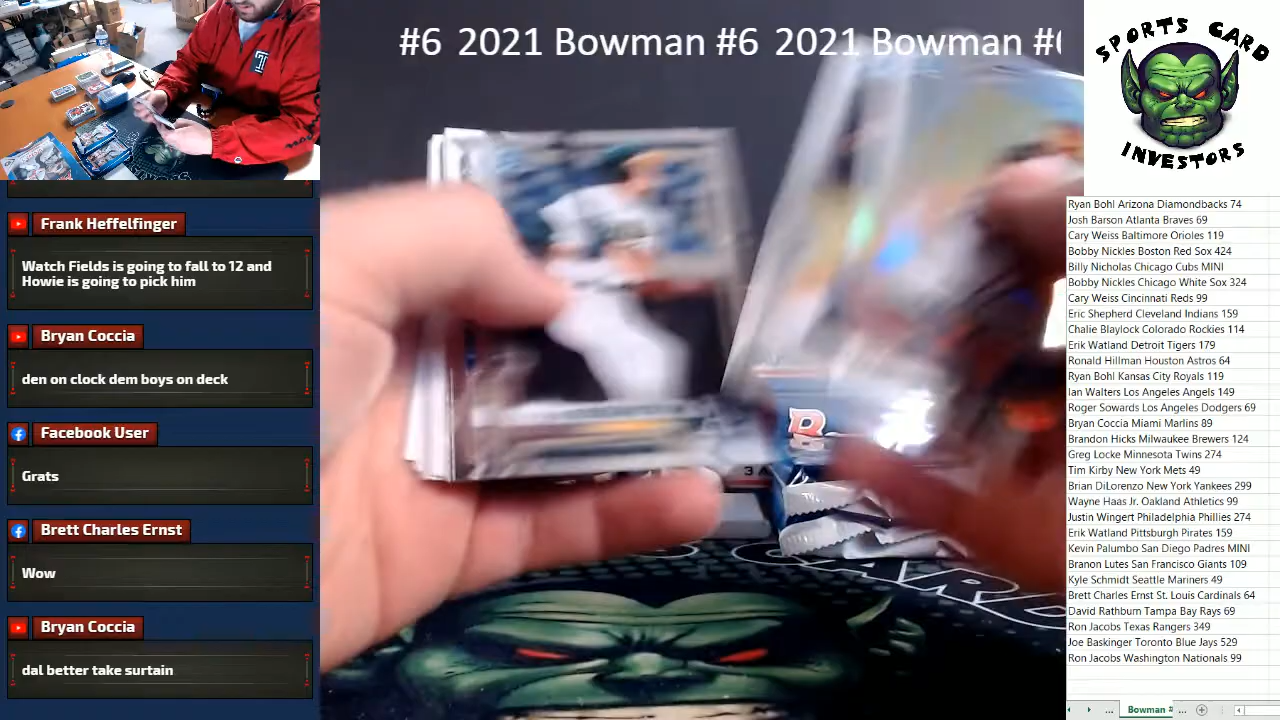 #6 2021 Bowman #6 2021 Bowman
SPORTS CARD
INVESTORS
Frank Heffelfinger
Watch Fields is going to fall to 12 and
Howie is going to pick him
Bryan Coccia
den on clock dem boys on deck
Facebook User
Grats
Brett Charles Ernst
Wow
Bryan Coccia
dal better take surtain
Ryan Bohl Arizona Diamondbacks 74
Josh Barson Atlanta Braves 69
Cary Weiss Baltimore Orioles 119
Bobby Nickles Boston Red Sox 424
Billy Nicholas Chicago Cubs MINI
Bobby Nickles Chicago White Sox 324
Cary Weiss Cincinnati Reds 99
Eric Shepherd Cleveland Indians 159
Chalie Blaylock Colorado Rockies 114
Erik Watland Detroit Tigers 179
Ronald Hillman Houston Astros 64
Ryan Bohl Kansas City Royals 119
Ian Walters Los Angeles Angels 149
Roger Sowards Los Angeles Dodgers 69
Bryan Coccia Miami Marlins 89
Brandon Hicks Milwaukee Brewers 124
Greg Locke Minnesota Twins 274
Tim Kirby New York Mets 49
Brian DiLorenzo New York Yankees 299
Wayne Haas Jr. Oakland Athletics 99
Justin Wingert Philadelphia Phillies 274
Erik Watland Pittsburgh Pirates 159
Kevin Palumbo San Diego Padres MINI
Branon Lutes San Francisco Giants 109
Kyle Schmidt Seattle Mariners 49
Brett Charles Ernst St. Louis Cardinals 64
David Rathburn Tampa Bay Rays 69
Ron Jacobs Texas Rangers 349
Joe Baskinger Toronto Blue Jays 529
Ron Jacobs Washington Nationals 99
... Bowman # ...